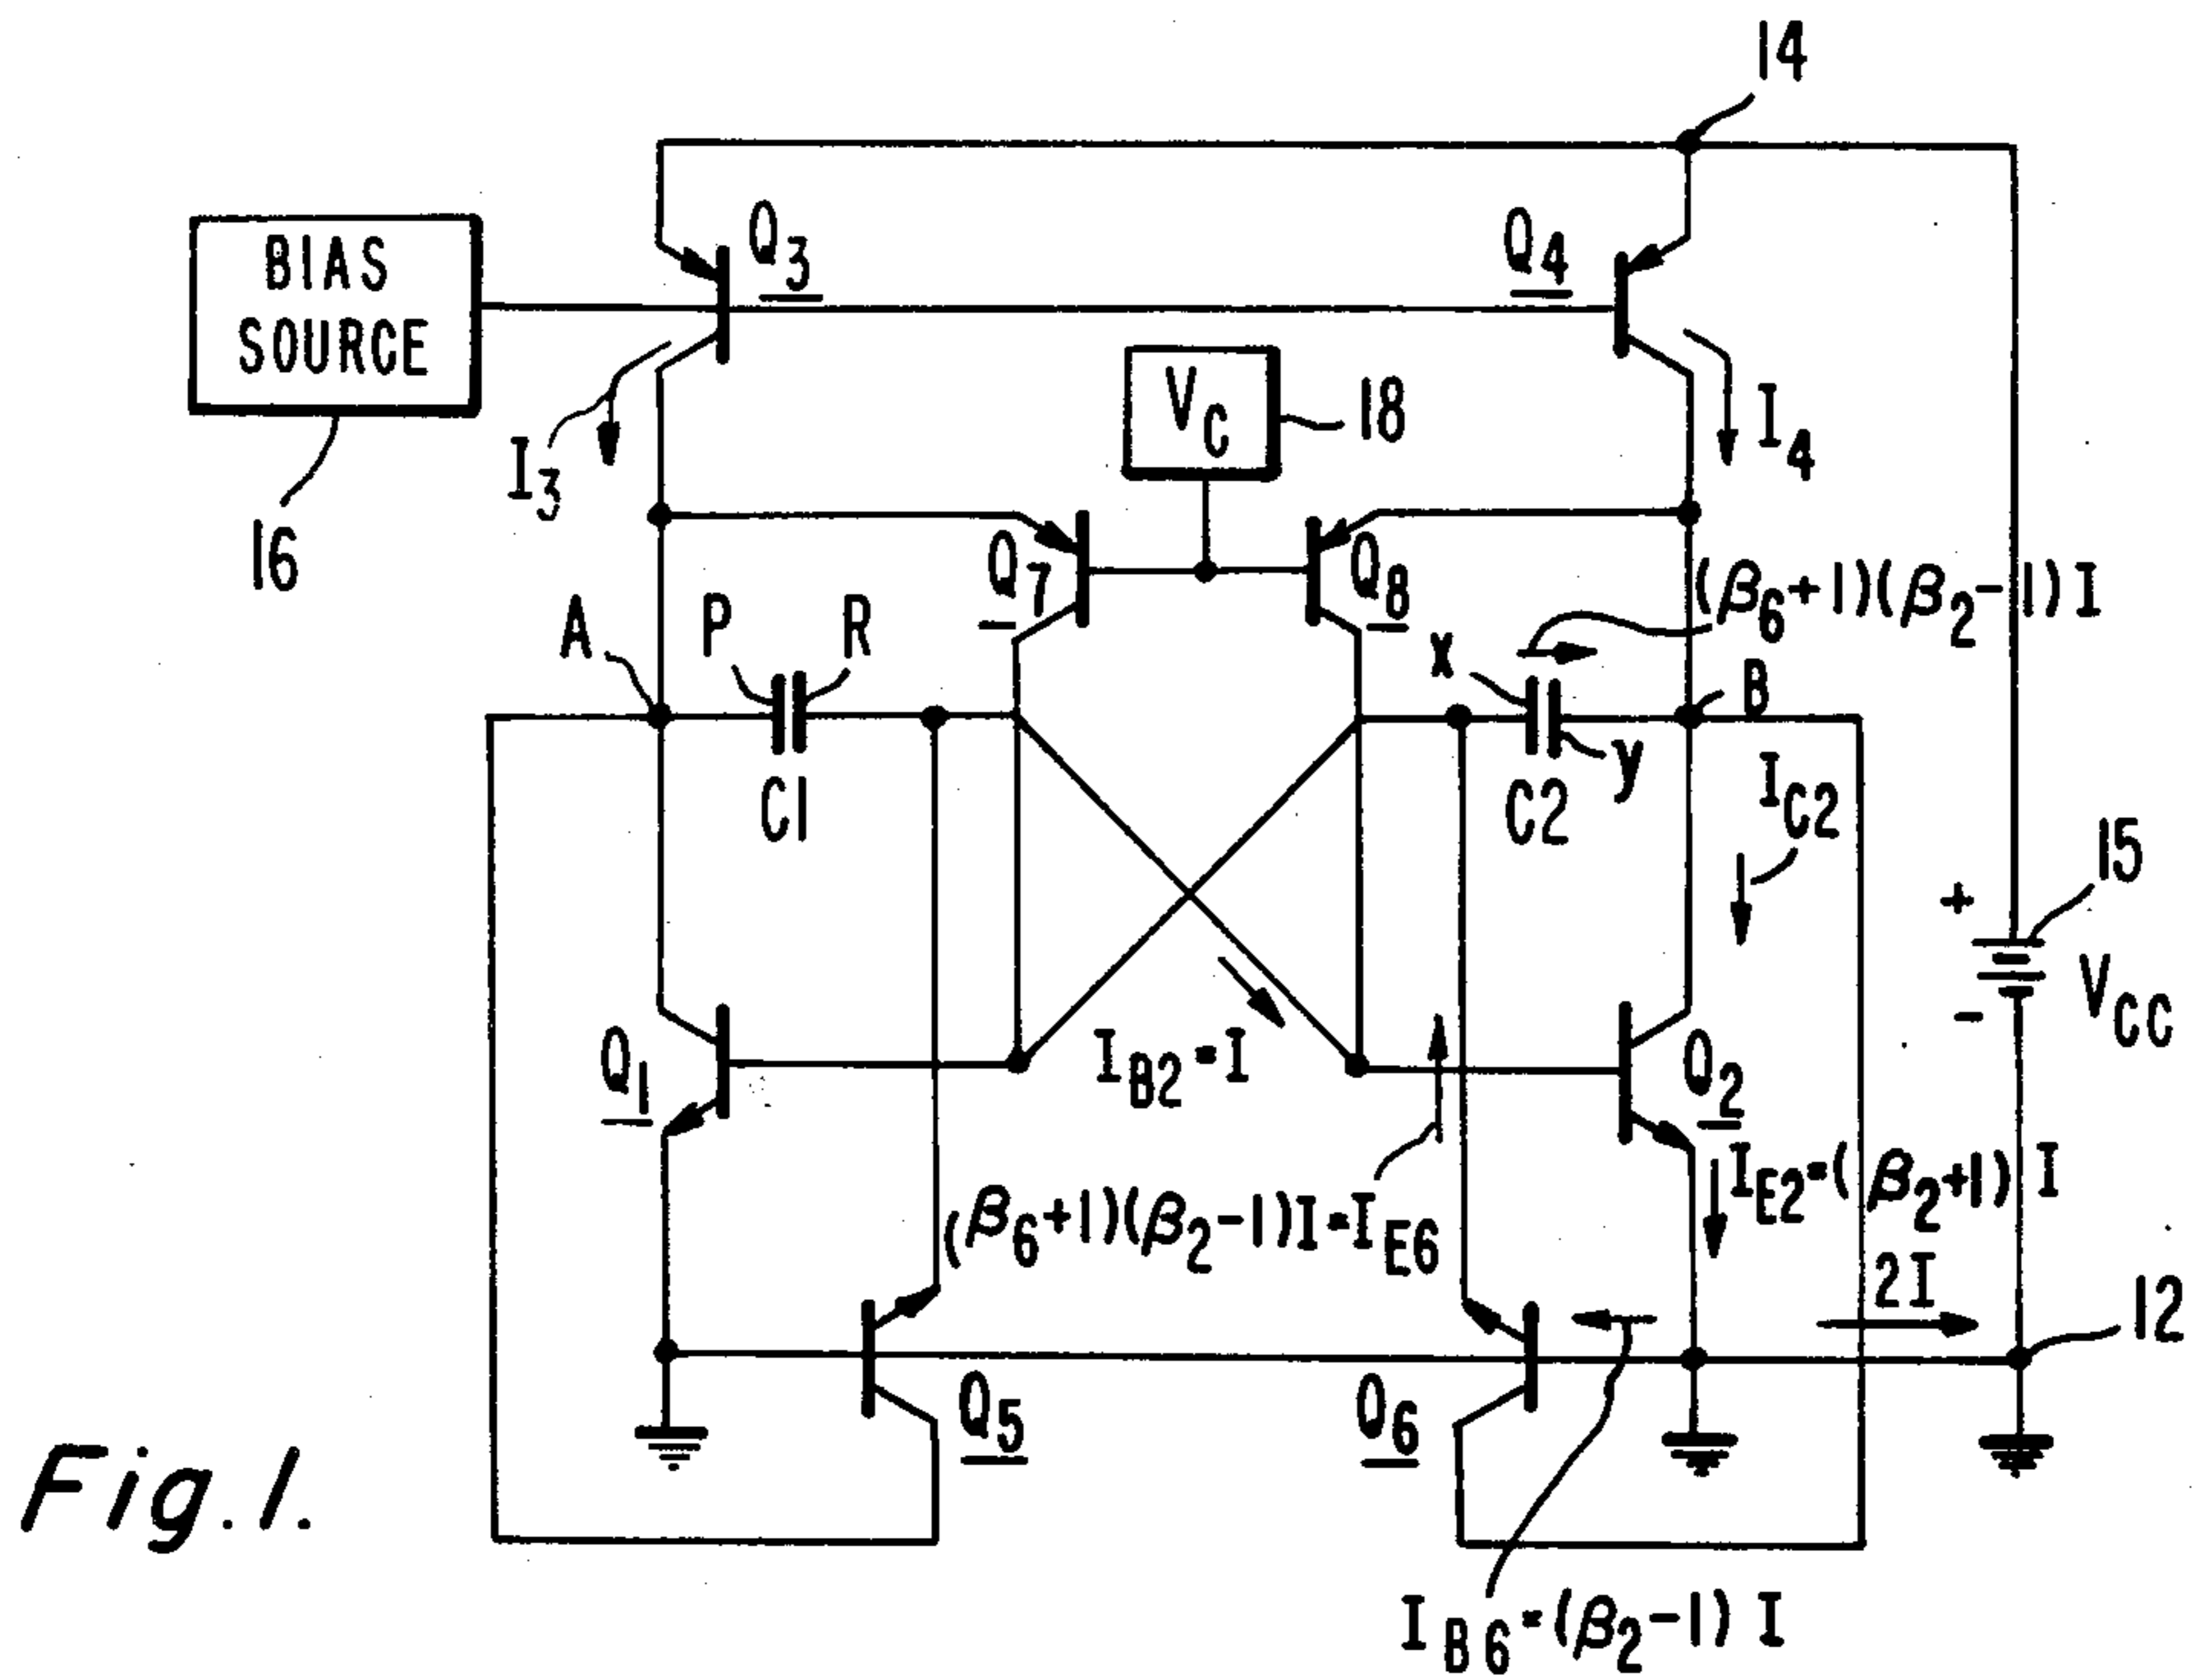 14
BIAS
SOURCE
Q3
Q4
VC
18
I3
I4
16
Q7
Q8
(β6+1)(β2-1)I
A
P
R
X
B
C1
C2
y
IC2
15
+
-
VCC
Q1
IB2=I
Q2
(β6+1)(β2-1)I=IE6
IE2=(β2+1)I
2I
12
Q5
Q6
Fig.1.
IB6=(β2-1)I